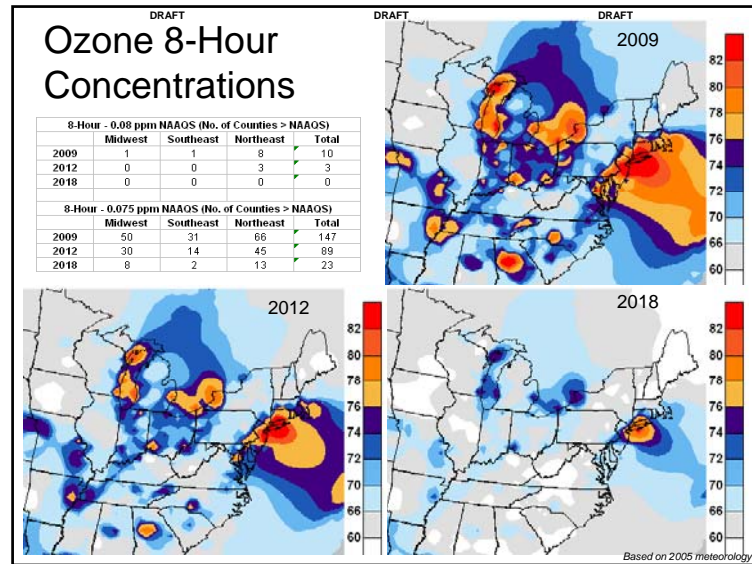 DRAFT DRAFT DRAFT
Ozone 8-Hour
Concentrations
8-Hour - 0.08 ppm NAAQS (No. of Counties > NAAQS)
Midwest Southeast Northeast Total
2009 1 1 8 10
2012 0 0 3 3
2018 0 0 0 0
8-Hour - 0.075 ppm NAAQS (No. of Counties > NAAQS)
Midwest Southeast Northeast Total
2009 50 31 66 147
2012 30 14 45 89
2018 8 2 13 23
2009
82
80
78
76
74
72
70
66
60
2012
82
80
78
76
74
72
70
66
60
2018
82
80
78
76
74
72
70
66
60
Based on 2005 meteorology